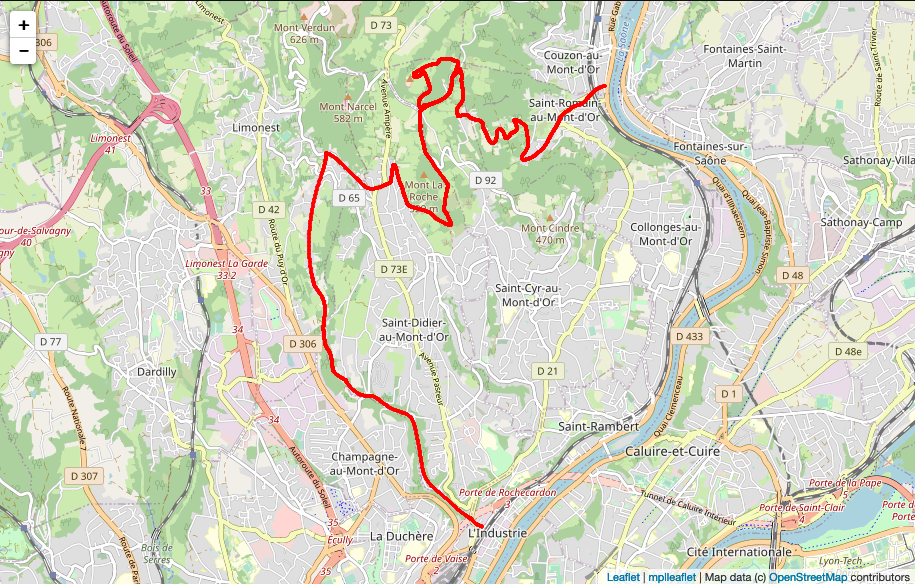 +
−
306
Limonest
Mont Verdun
626 m
D 73
Autoroute du Soleil
Rue Gab
La Saône
Couzon-au-
Mont-d'Or
Fontaines-Saint-
Martin
Route de Saint-Trivier
Mont Narcel
582 m
Avenue Ampère
Saint-Romain-
au-Mont-d'Or
Limonest
41
Limonest
Fontaines-sur-
Saône
Sathonay-Villa
33
D 65
Mont La
Roche
D 92
Quai d'Illhaeusern
Quai Jean-Baptiste Simon
our-de-Salvagny
40
gny
D 42
Route du Puy d'Or
Mont Cindre
470 m
Collonges-au-
Mont-d'Or
Sathonay-Camp
Limonest La Garde
33.2
D 73E
D 48
Saint-Cyr-au-
Mont-d'Or
34
Saint-Didier-
au-Mont-d'Or
D 77
D 306
D 433
D 48e
Dardilly
Avenue Pasteur
D 21
D 1
Route Nationale
34
Quai Clemenceau
Saint-Rambert
Caluire-et-Cuire
Champagne-
au-Mont-d'Or
D 307
Autoroute du Soleil
Porte de Rochecardon
Porte de la Pape
5
Tunnel de Caluire Intérieur
Porte de Saint-Clair
4
Porte d
Porte
35
35
Écully
La Duchère
L'Industrie
Route de Par
Bois de
Serres
Porte de Vaise
Cité Internationale
Lyon-Tech
Leaflet | mplleaflet | Map data (c) OpenStreetMap contributors